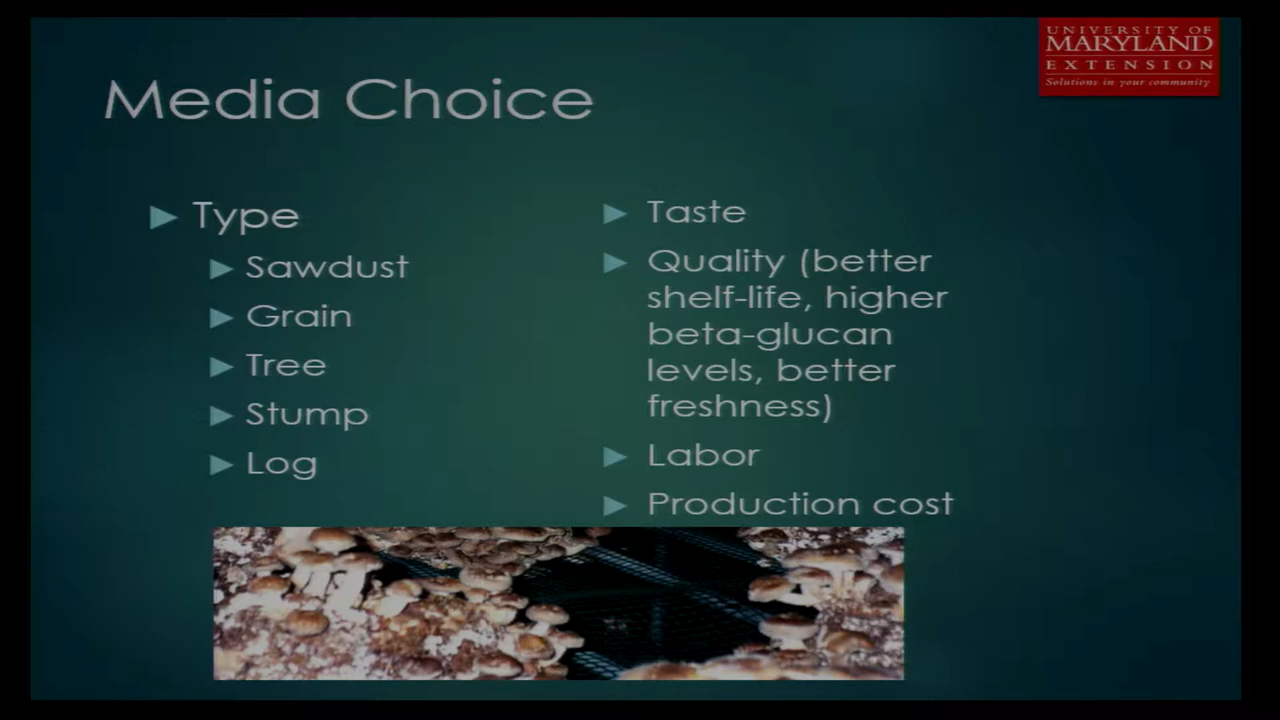 UNIVERSITY OF
MARYLAND
EXTENSION
Solutions in your community
Media Choice
Type
Sawdust
Grain
Tree
Stump
Log
Taste
Quality (better
shelf-life, higher
beta-glucan
levels, better
freshness)
Labor
Production cost